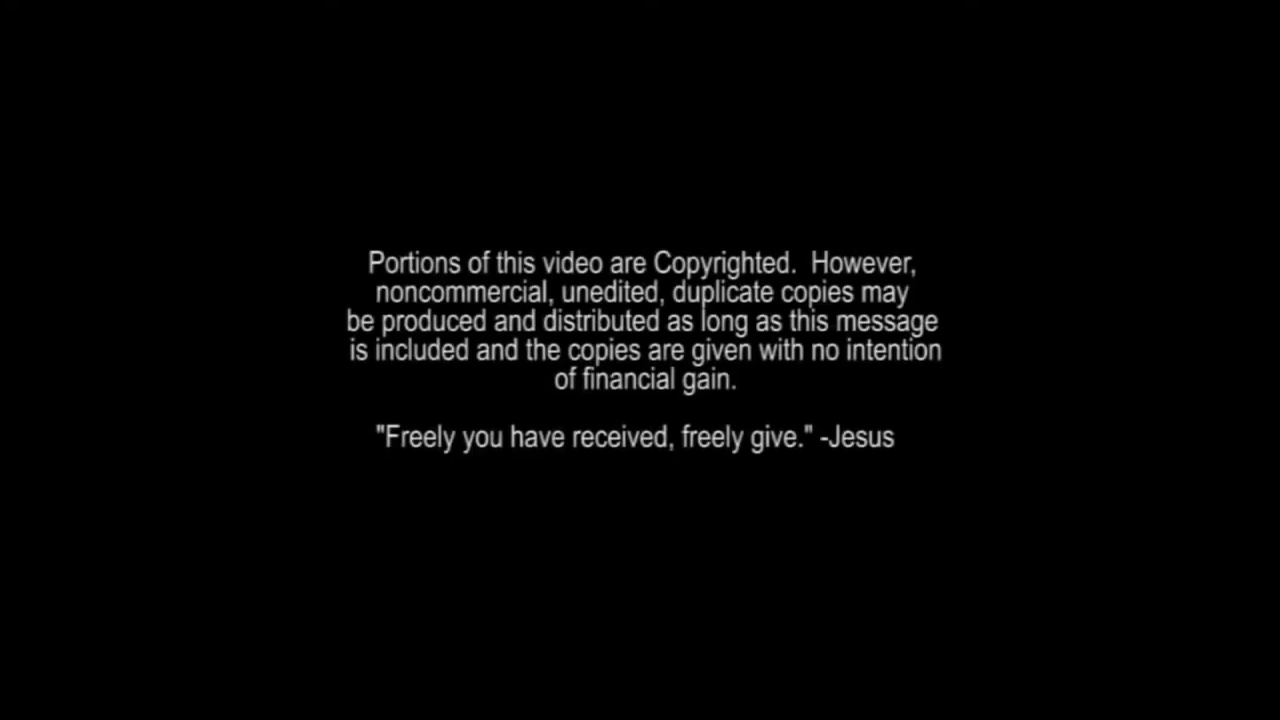 Portions of this video are Copyrighted.  However,
noncommercial, unedited, duplicate copies may
be produced and distributed as long as this message
is included and the copies are given with no intention
of financial gain.
"Freely you have received, freely give." -Jesus